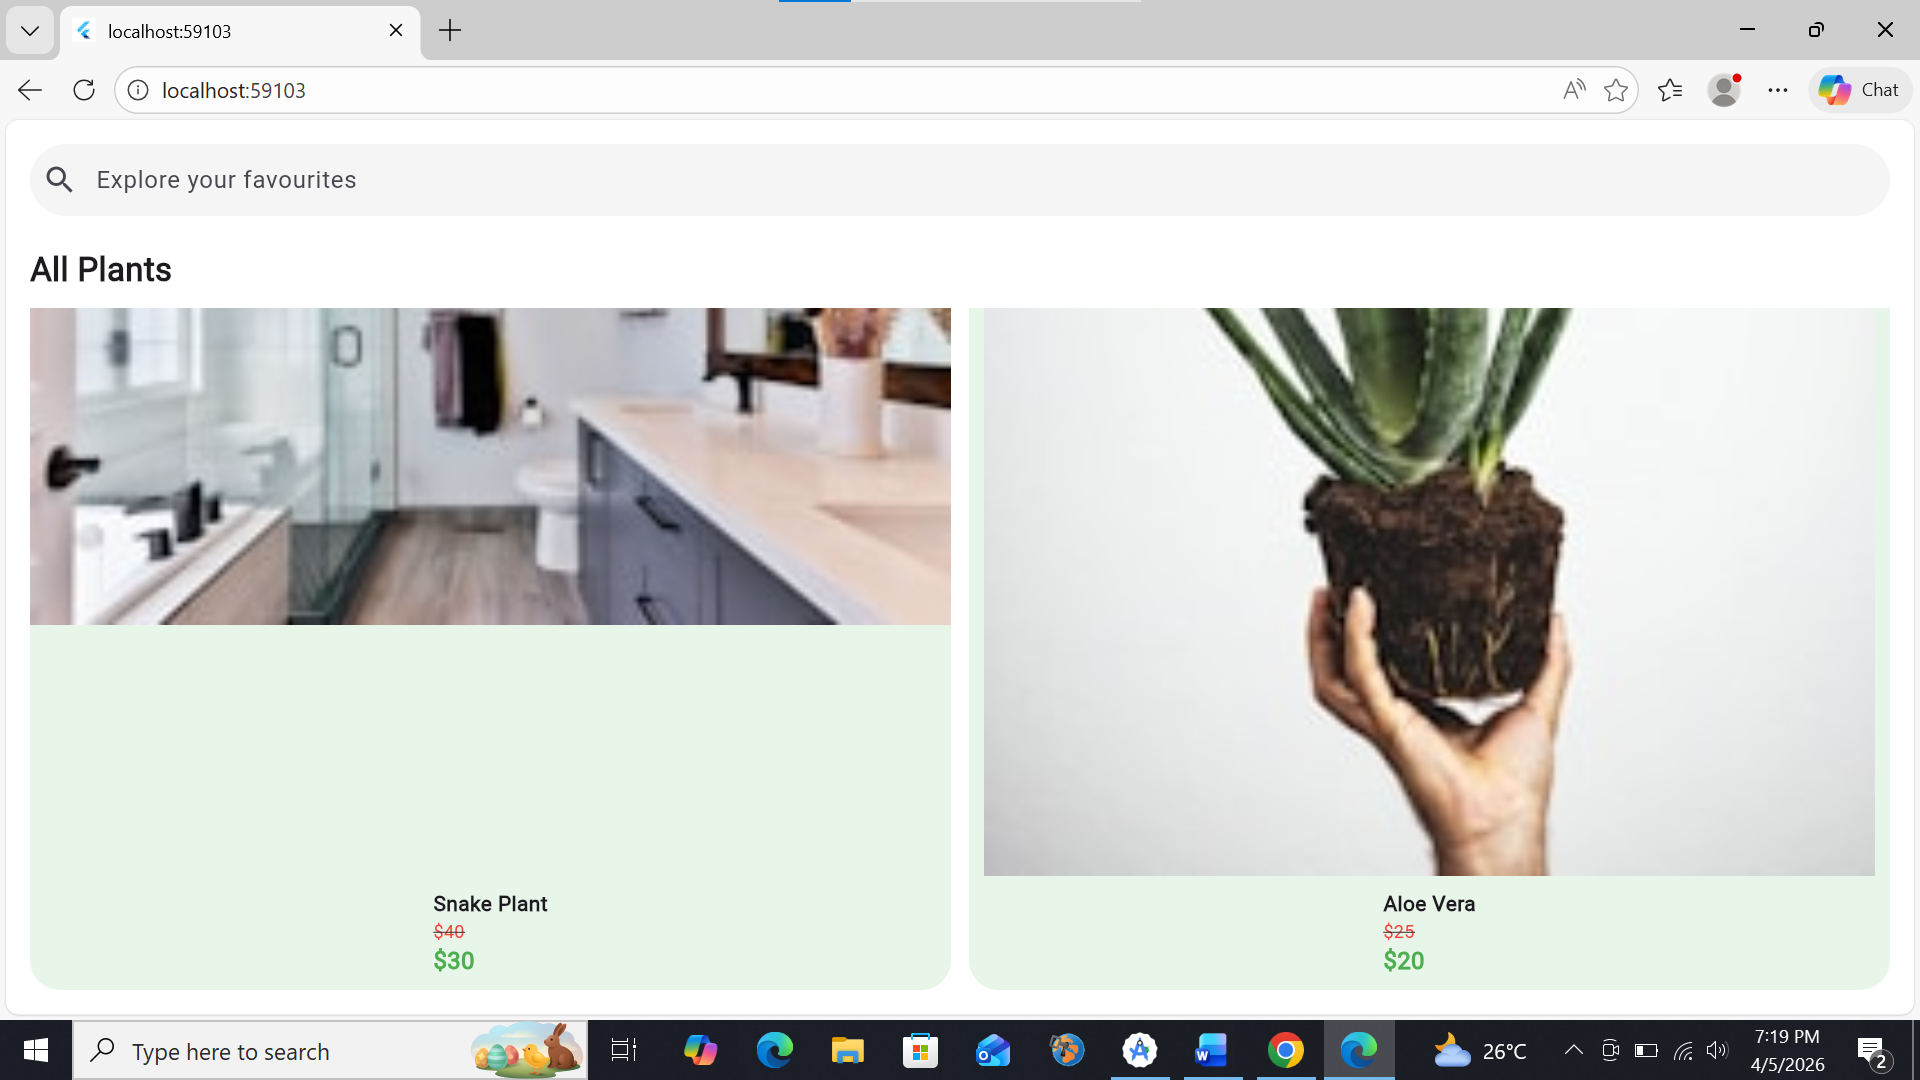 localhost:59103
localhost:59103
Chat
Explore your favourites
All Plants
Snake Plant
$40
$30
Aloe Vera
$25
$20
Type here to search
26°C
7:19 PM
4/5/2026
2